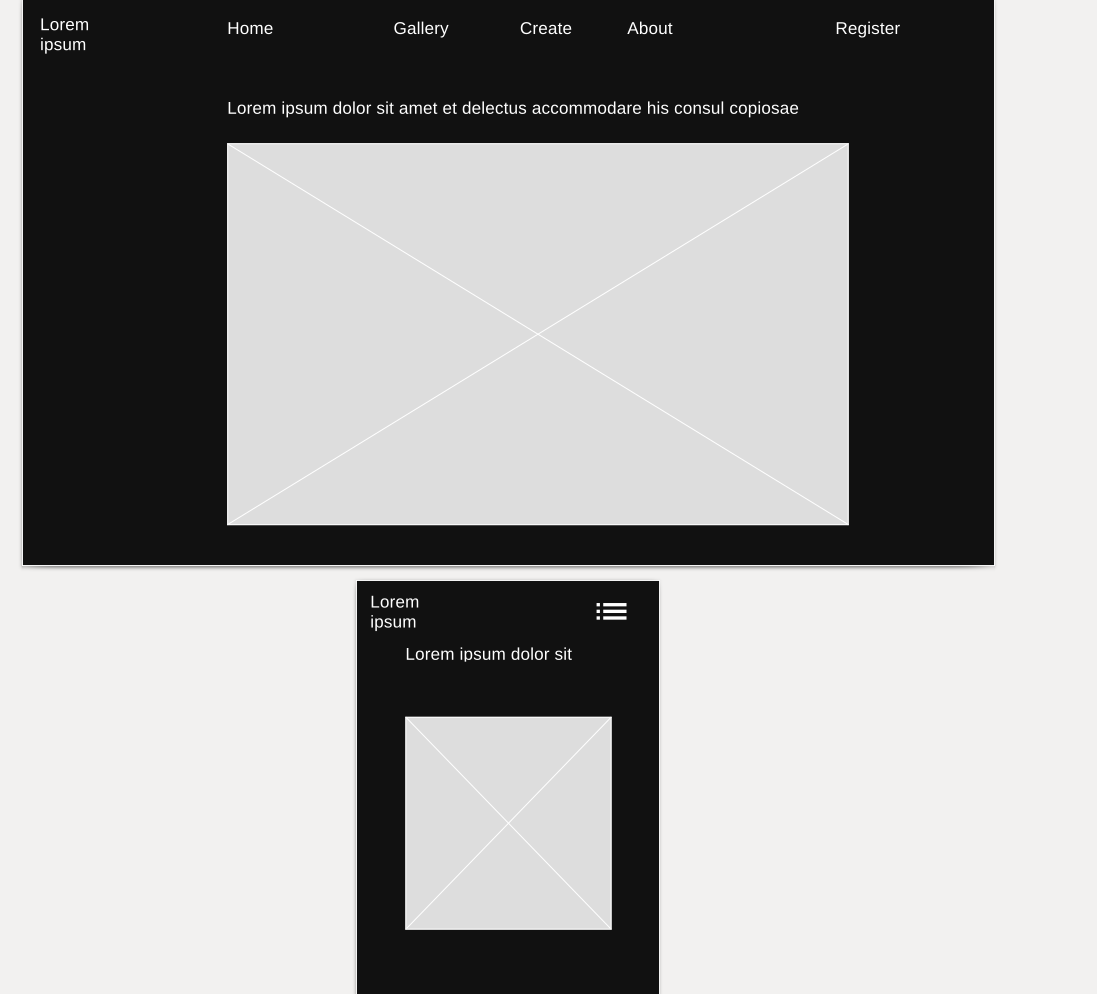 Lorem
ipsum
Home Gallery Create About Register
Lorem ipsum dolor sit amet et delectus accommodare his consul copiosae
Lorem
ipsum
Lorem ipsum dolor sit